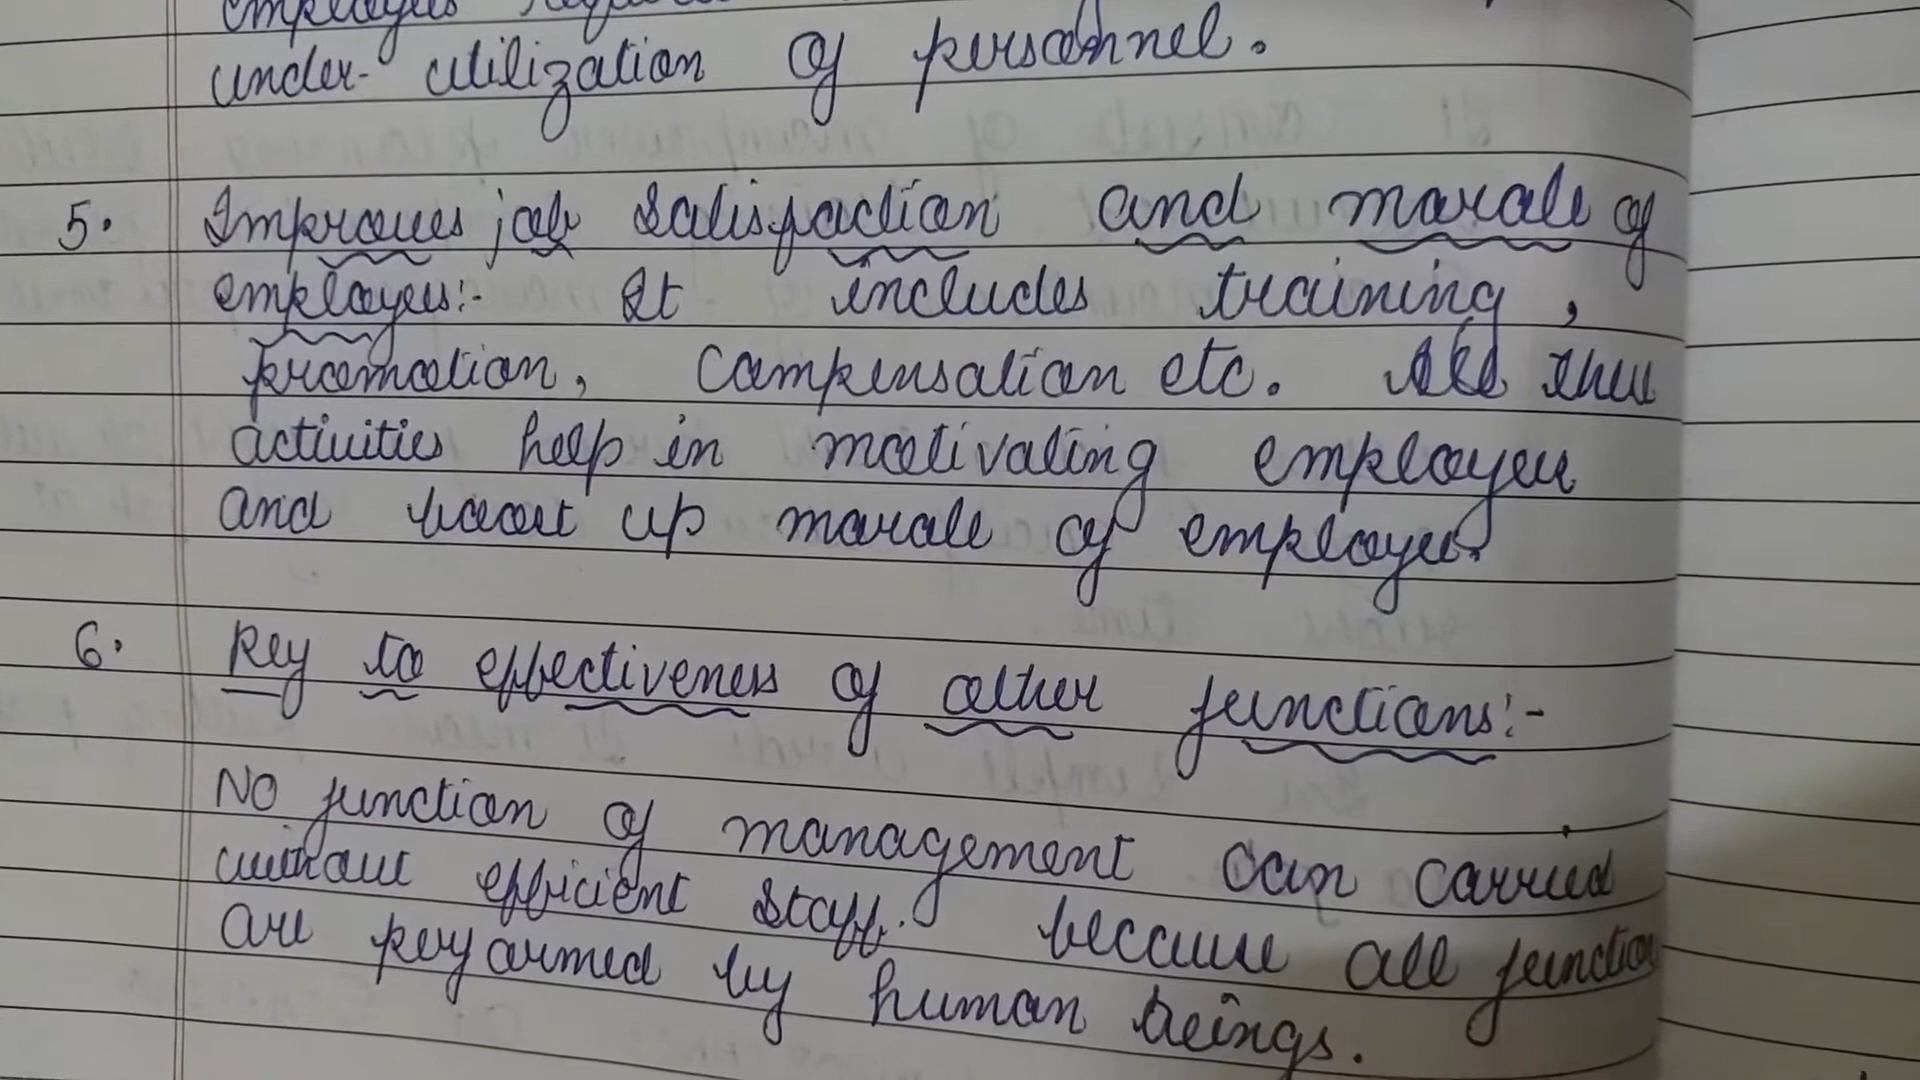 employees
under-utilization of personnel.
5. Improves job satisfaction and morale of
employees:- It includes training,
promotion, compensation etc. All these
activities help in motivating employees
and boost up morale of employees.
6. Key to effectiveness of other functions:-
No function of management can carried
without efficient staff. because all function
are performed by human beings.